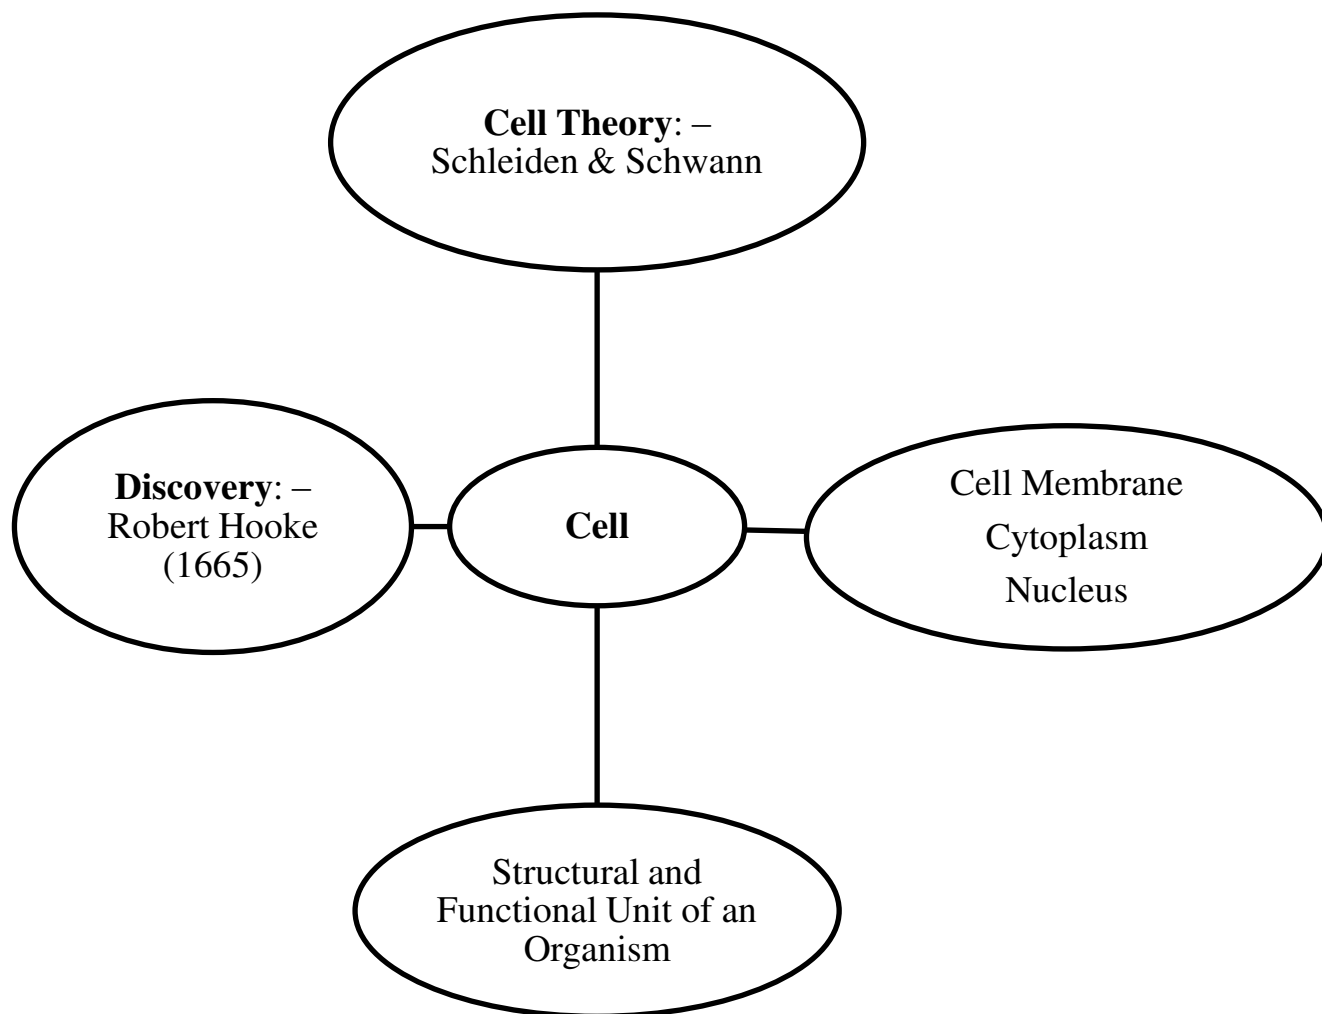 Cell Theory: –
Schleiden & Schwann
Discovery: –
Robert Hooke
(1665)
Cell
Cell Membrane
Cytoplasm
Nucleus
Structural and
Functional Unit of an
Organism